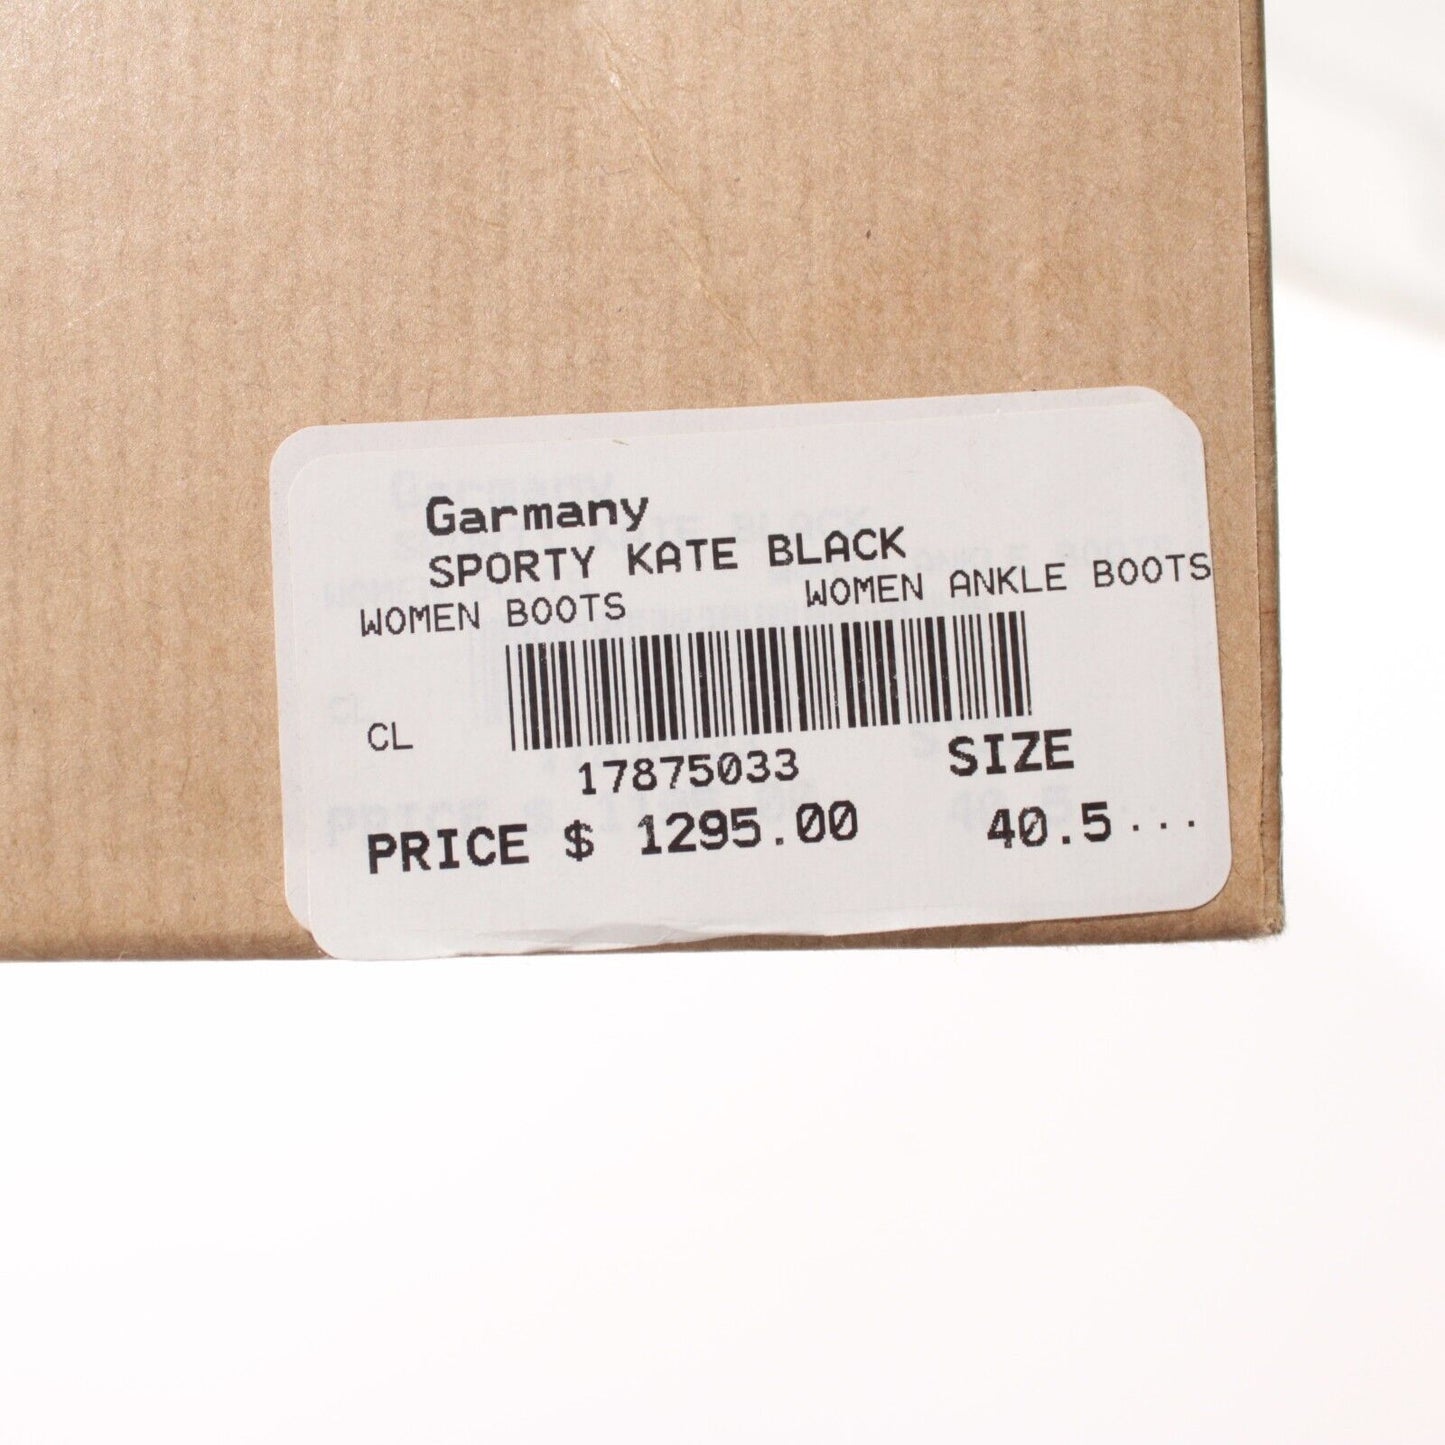 Garmany
SPORTY KATE BLACK
WOMEN BOOTS WOMEN ANKLE BOOTS
CL
17875033 SIZE
PRICE $ 1295.00 40.5...